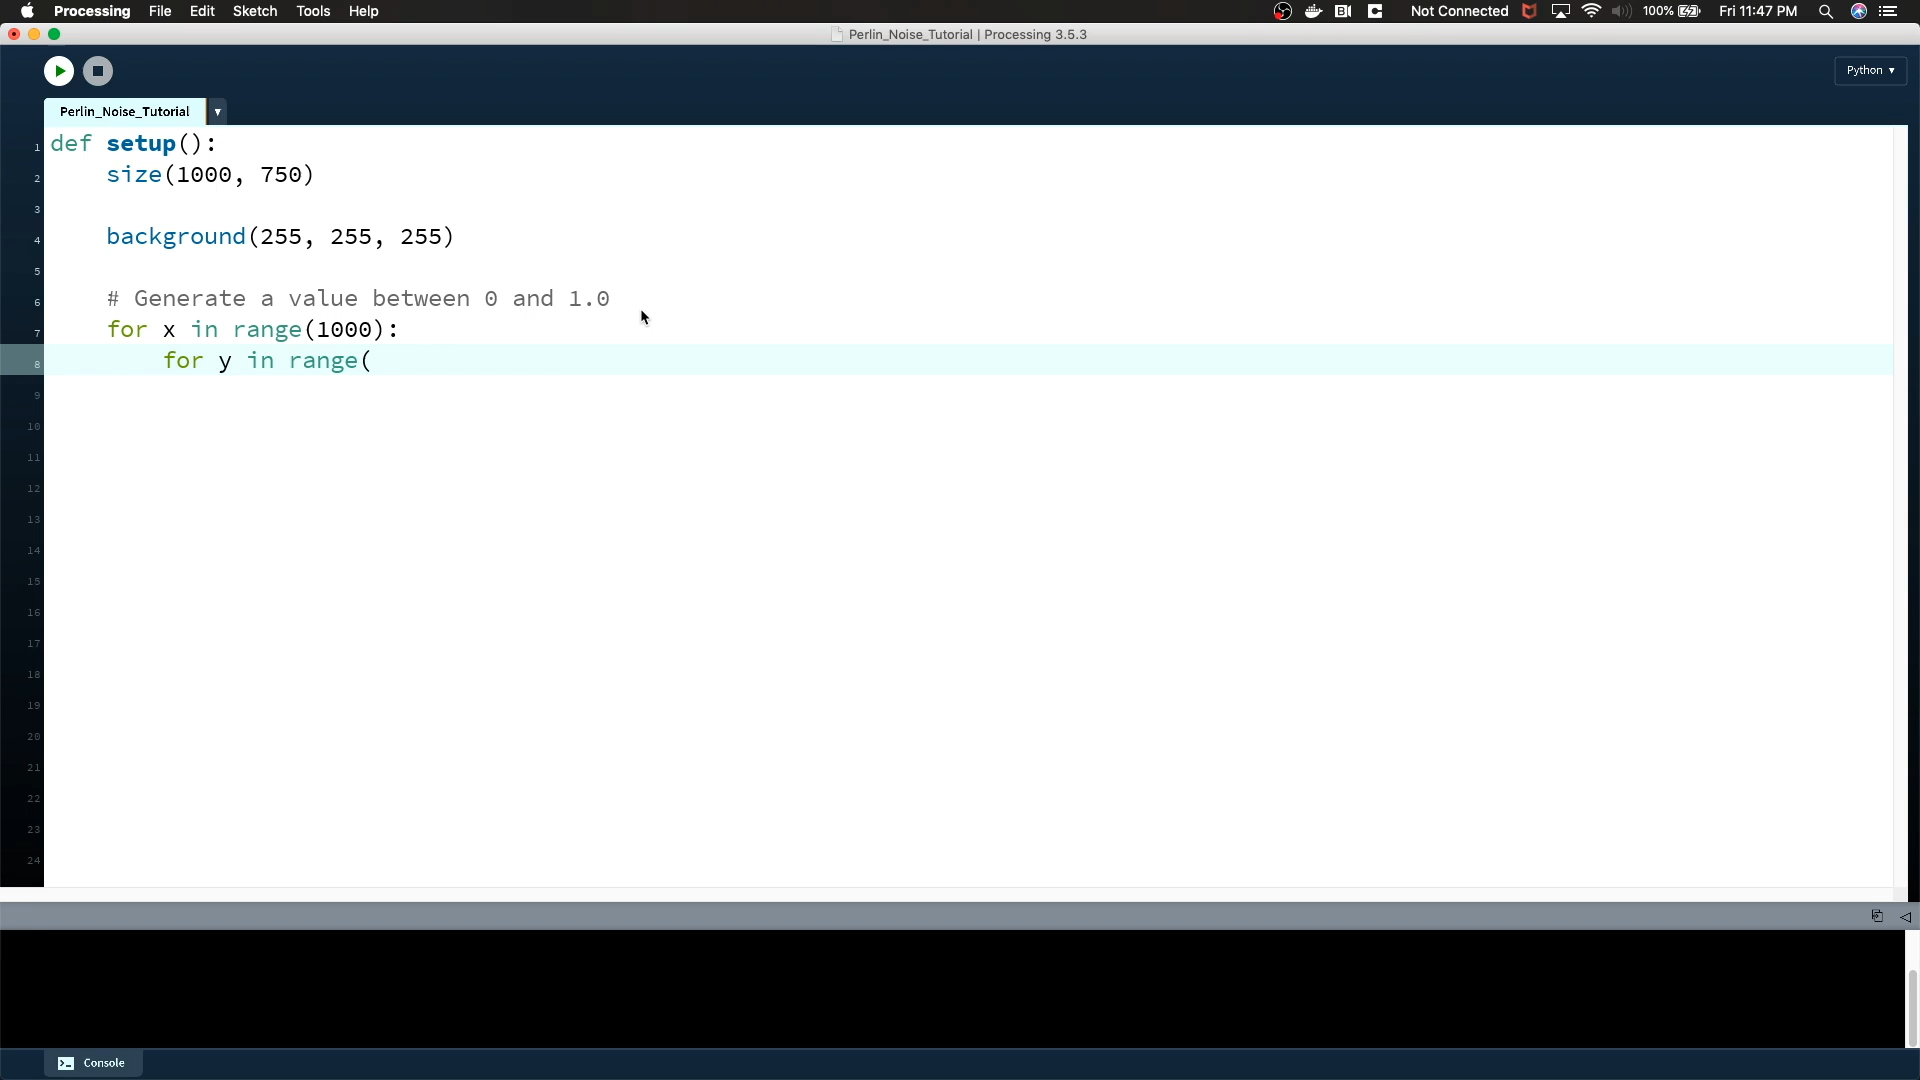 Processing File Edit Sketch Tools Help Not Connected 100% Fri 11:47 PM
Perlin_Noise_Tutorial | Processing 3.5.3
Python ▾
Perlin_Noise_Tutorial ▾
1 def setup():
2 size(1000, 750)
3
4 background(255, 255, 255)
5
6 # Generate a value between 0 and 1.0
7 for x in range(1000):
8 for y in range(
9
10
11
12
13
14
15
16
17
18
19
20
21
22
23
24
Console